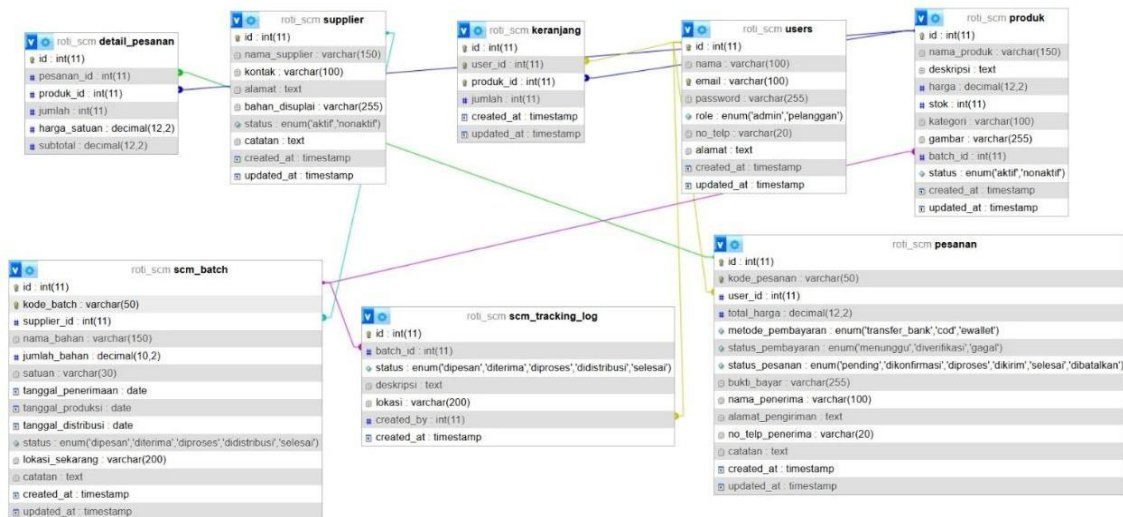 roti_scm detail_pesanan
id : int(11)
pesanan_id : int(11)
produk_id : int(11)
jumlah : int(11)
harga_satuan : decimal(12,2)
subtotal : decimal(12,2)
roti_scm supplier
id : int(11)
nama_supplier : varchar(150)
kontak : varchar(100)
alamat : text
bahan_disuplai : varchar(255)
status : enum('aktif','nonaktif')
catatan : text
created_at : timestamp
updated_at : timestamp
roti_scm keranjang
id : int(11)
user_id : int(11)
produk_id : int(11)
jumlah : int(11)
created_at : timestamp
updated_at : timestamp
roti_scm users
id : int(11)
nama : varchar(100)
email : varchar(100)
password : varchar(255)
role : enum('admin','pelanggan')
no_telp : varchar(20)
alamat : text
created_at : timestamp
updated_at : timestamp
roti_scm produk
id : int(11)
nama_produk : varchar(150)
deskripsi : text
harga : decimal(12,2)
stok : int(11)
kategori : varchar(100)
gambar : varchar(255)
batch_id : int(11)
status : enum('aktif','nonaktif')
created_at : timestamp
updated_at : timestamp
roti_scm scm_batch
id : int(11)
kode_batch : varchar(50)
supplier_id : int(11)
nama_bahan : varchar(150)
jumlah_bahan : decimal(10,2)
satuan : varchar(30)
tanggal_penerimaan : date
tanggal_produksi : date
tanggal_distribusi : date
status : enum('dipesan','diterima','diproses','didistribusi','selesai')
lokasi_sekarang : varchar(200)
catatan : text
created_at : timestamp
updated_at : timestamp
roti_scm scm_tracking_log
id : int(11)
batch_id : int(11)
status : enum('dipesan','diterima','diproses','didistribusi','selesai')
deskripsi : text
lokasi : varchar(200)
created_by : int(11)
created_at : timestamp
roti_scm pesanan
id : int(11)
kode_pesanan : varchar(50)
user_id : int(11)
total_harga : decimal(12,2)
metode_pembayaran : enum('transfer_bank','cod','ewallet')
status_pembayaran : enum('menunggu','diverifikasi','gagal')
status_pesanan : enum('pending','dikonfirmasi','diproses','dikirim','selesai','dibatalkan')
bukti_bayar : varchar(255)
nama_penerima : varchar(100)
alamat_pengiriman : text
no_telp_penerima : varchar(20)
catatan : text
created_at : timestamp
updated_at : timestamp